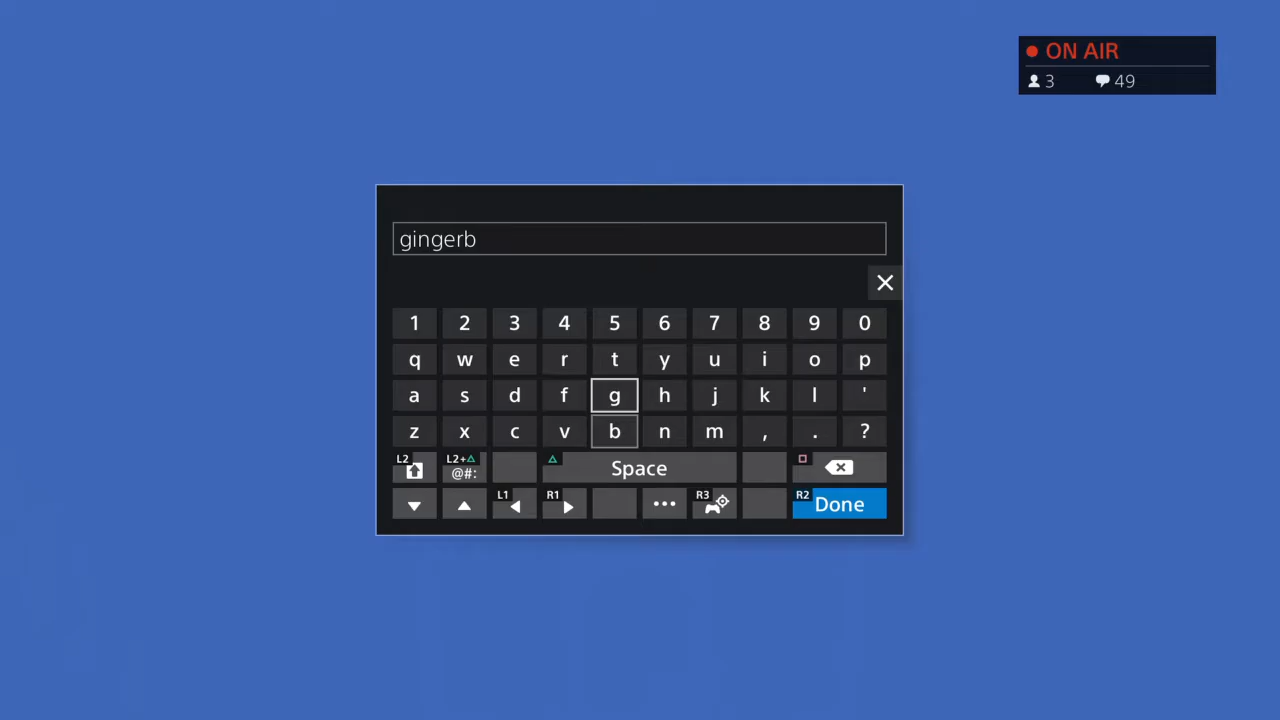 ON AIR
3 49
gingerb
1 2 3 4 5 6 7 8 9 0
q w e r t y u i o p
a s d f g h j k l '
z x c v b n m , . ?
L2 L2+△ @#: △ Space □
L1 R1 ... R3 R2 Done